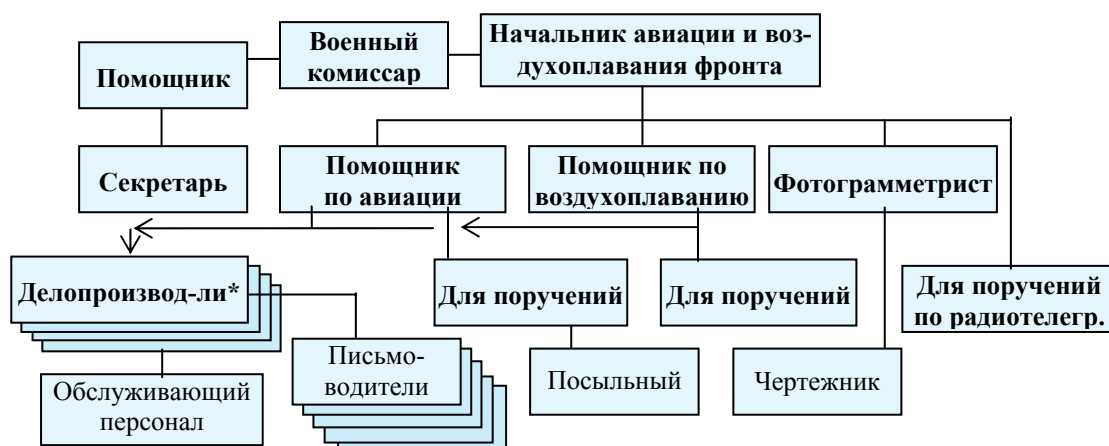 Помощник
Военный
комиссар
Начальник авиации и воз-
духоплавания фронта
Секретарь
Помощник
по авиации
Помощник по
воздухоплаванию
Фотограмметрист
Делопроизвод-ли*
Для поручений
Для поручений
Для поручений
по радиотелегр.
Обслуживающий
персонал
Письмо-
водители
Посыльный
Чертежник